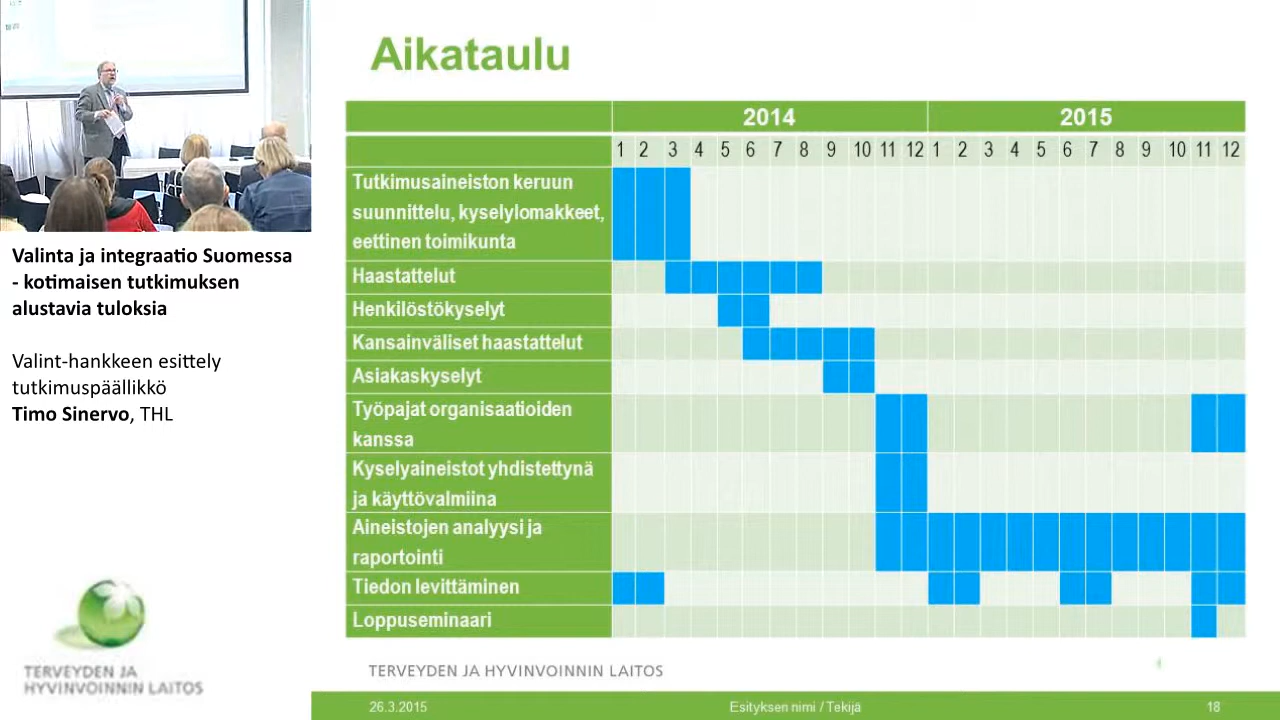 Valinta ja integraatio Suomessa
- kotimaisen tutkimuksen
alustavia tuloksia
Valint-hankkeen esittely
tutkimuspäällikkö
Timo Sinervo, THL
TERVEYDEN JA
HYVINVOINNIN LAITOS
Aikataulu
2014 2015
1 2 3 4 5 6 7 8 9 10 11 12 1 2 3 4 5 6 7 8 9 10 11 12
Tutkimusaineiston keruun
suunnittelu, kyselylomakkeet,
eettinen toimikunta
Haastattelut
Henkilöstökyselyt
Kansainväliset haastattelut
Asiakaskyselyt
Työpajat organisaatioiden
kanssa
Kyselyaineistot yhdistettynä
ja käyttövalmiina
Aineistojen analyysi ja
raportointi
Tiedon levittäminen
Loppuseminaari
TERVEYDEN JA HYVINVOINNIN LAITOS
26.3.2015 Esityksen nimi / Tekijä 18